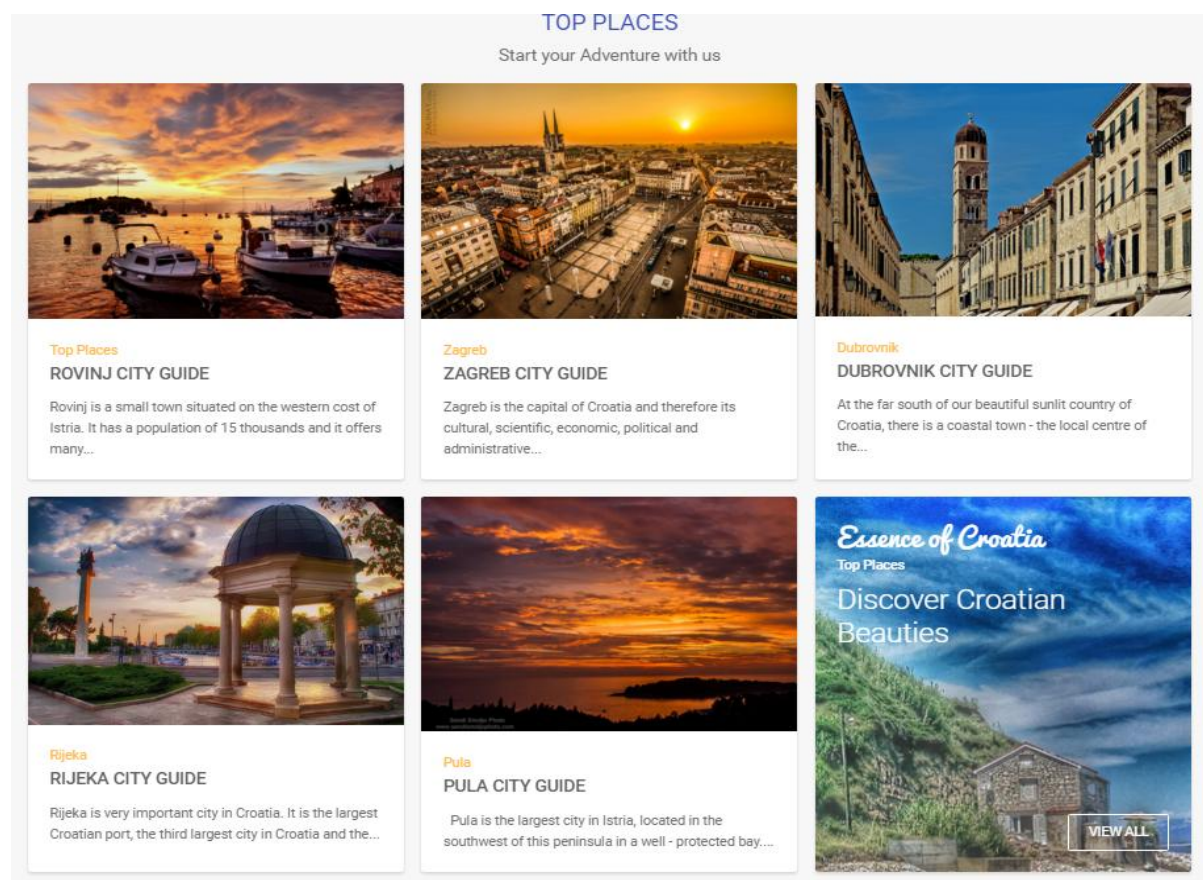 TOP PLACES
Start your Adventure with us
Top Places
ROVINJ CITY GUIDE
Rovinj is a small town situated on the western cost of
Istria. It has a population of 15 thousands and it offers
many...
Zagreb
ZAGREB CITY GUIDE
Zagreb is the capital of Croatia and therefore its
cultural, scientific, economic, political and
administrative...
Dubrovnik
DUBROVNIK CITY GUIDE
At the far south of our beautiful sunlit country of
Croatia, there is a coastal town - the local centre of
the...
Rijeka
RIJEKA CITY GUIDE
Rijeka is very important city in Croatia. It is the largest
Croatian port, the third largest city in Croatia and the...
Pula
PULA CITY GUIDE
Pula is the largest city in Istria, located in the
southwest of this peninsula in a well - protected bay....
Essence of Croatia
Top Places
Discover Croatian
Beauties
VIEW ALL